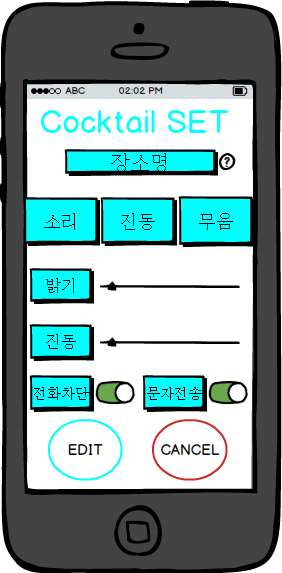 ABC 02:02 PM
Cocktail SET
장소명 ?
소리 진동 무음
밝기
진동
전화차단 문자전송
EDIT CANCEL